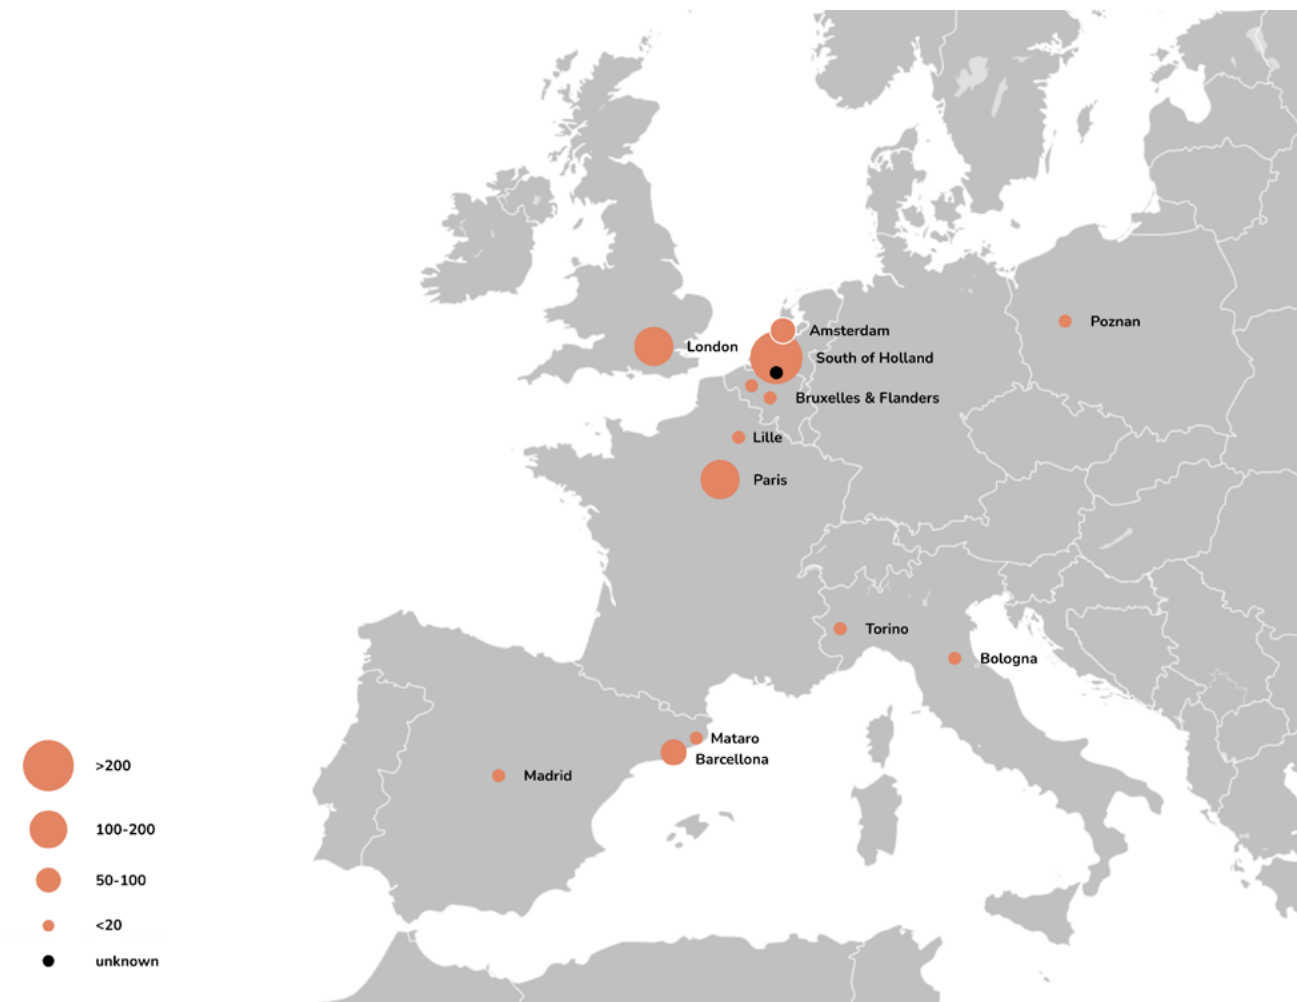 Poznan
Amsterdam
London
South of Holland
Bruxelles & Flanders
Lille
Paris
Torino
Bologna
Mataro
Barcellona
Madrid
>200
100-200
50-100
<20
unknown